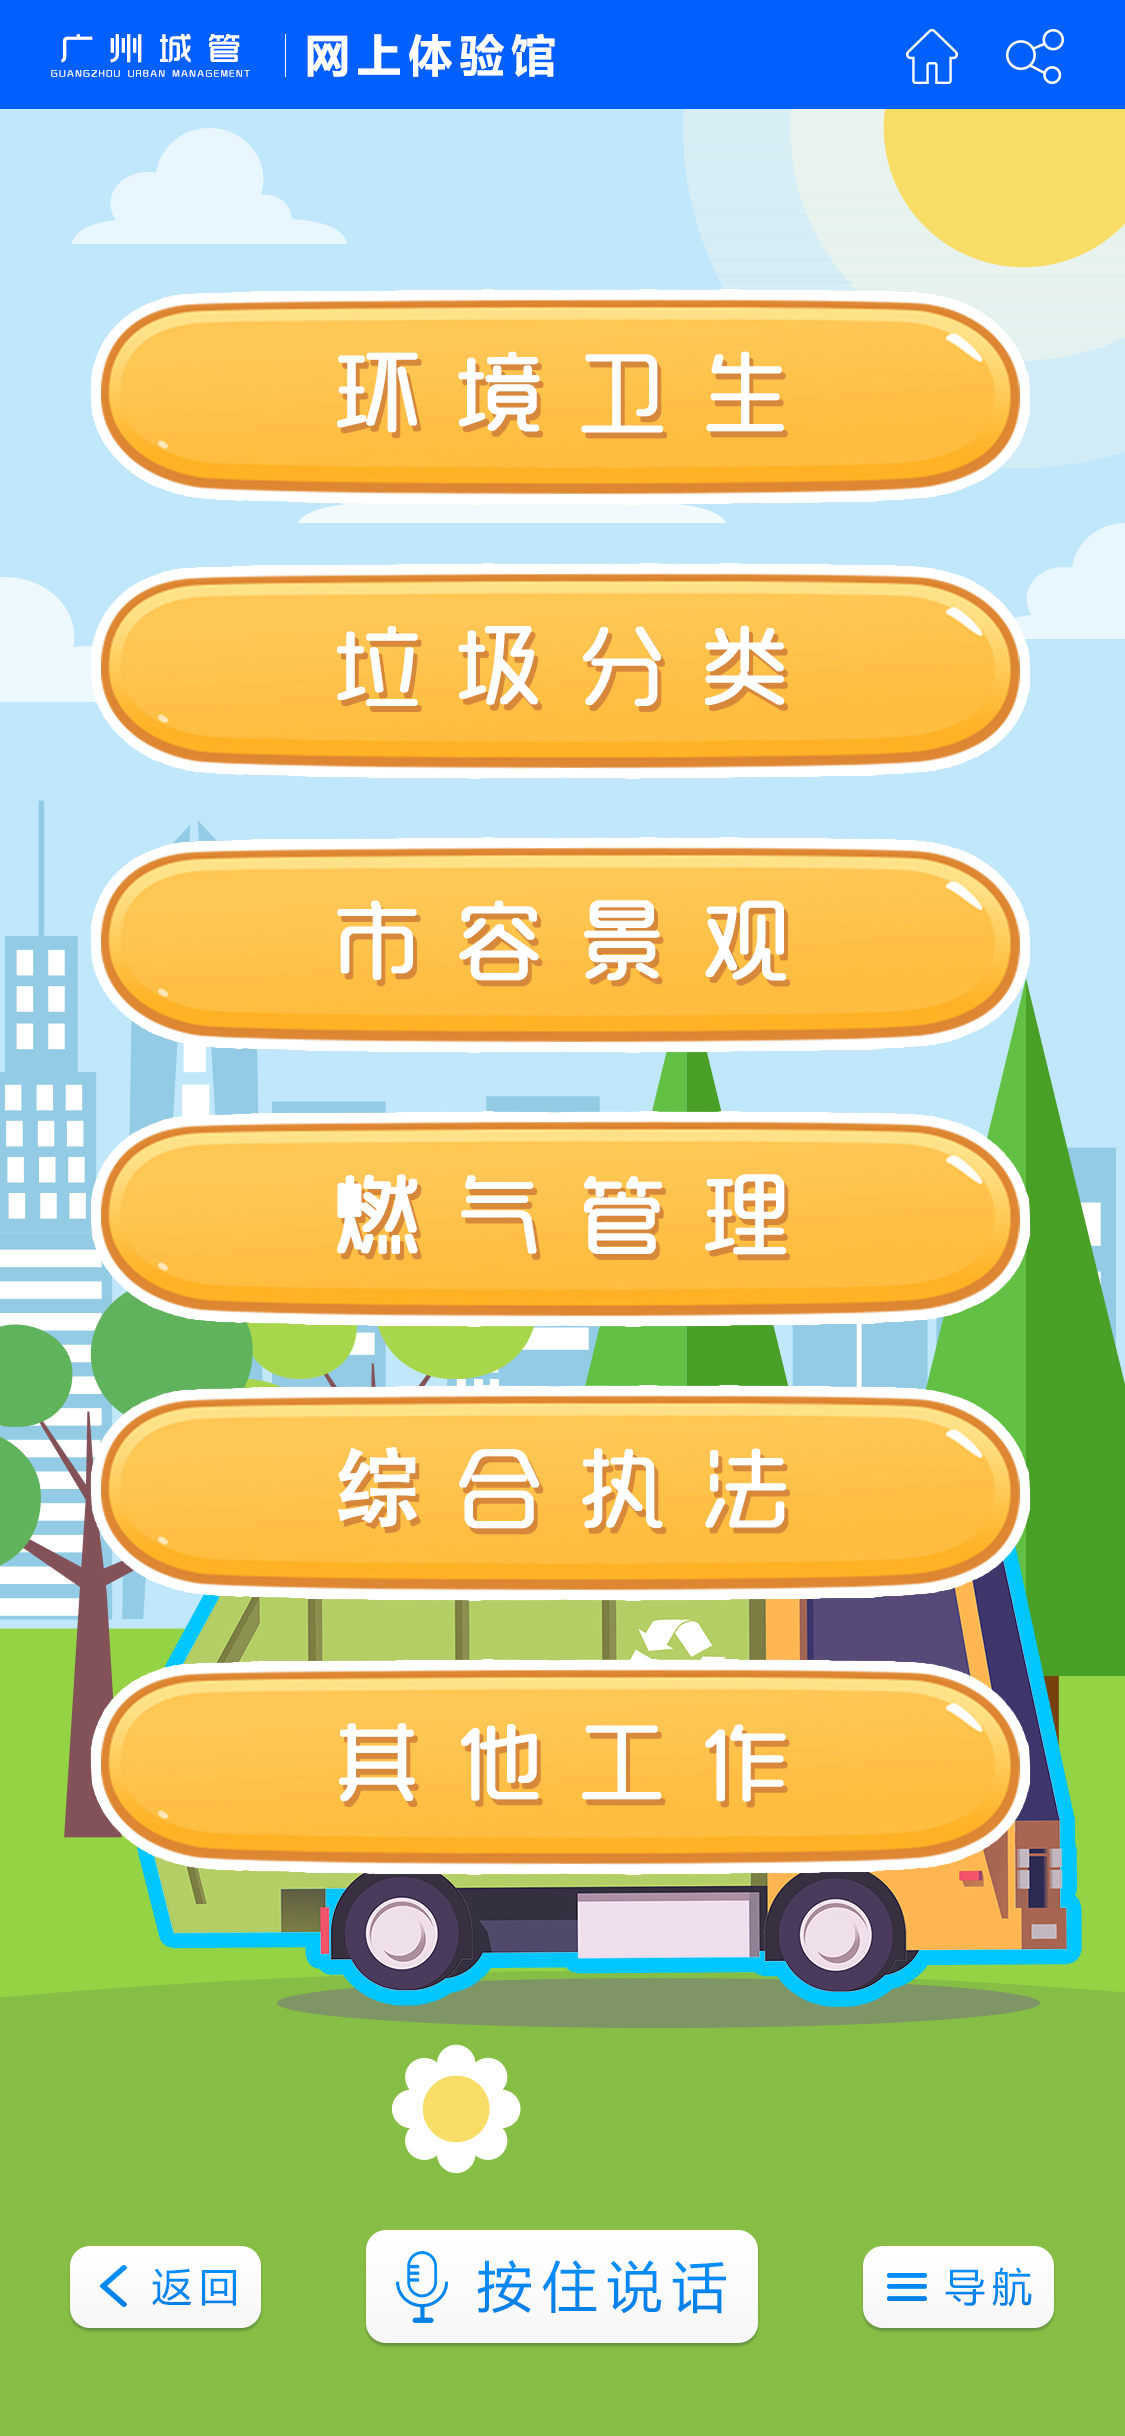 广州城管
GUANGZHOU URBAN MANAGEMENT
网上体验馆
环境卫生
垃圾分类
市容景观
燃气管理
综合执法
其他工作
返回
按住说话
导航